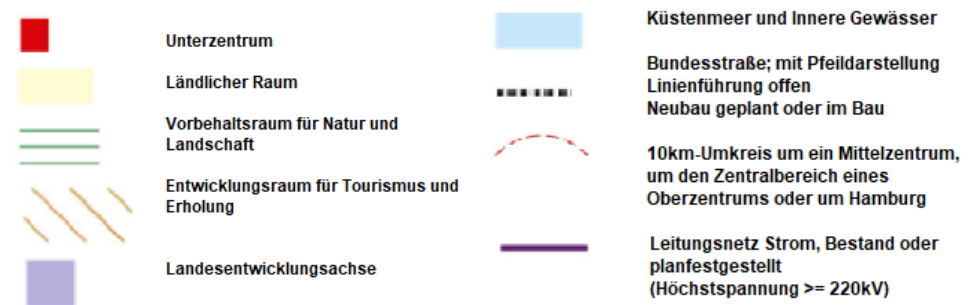 Unterzentrum
Ländlicher Raum
Vorbehaltsraum für Natur und
Landschaft
Entwicklungsraum für Tourismus und
Erholung
Landesentwicklungsachse
Küstenmeer und Innere Gewässer
Bundesstraße; mit Pfeildarstellung
Linienführung offen
Neubau geplant oder im Bau
10km-Umkreis um ein Mittelzentrum,
um den Zentralbereich eines
Oberzentrums oder um Hamburg
Leitungsnetz Strom, Bestand oder
planfestgestellt
(Höchstspannung >= 220kV)